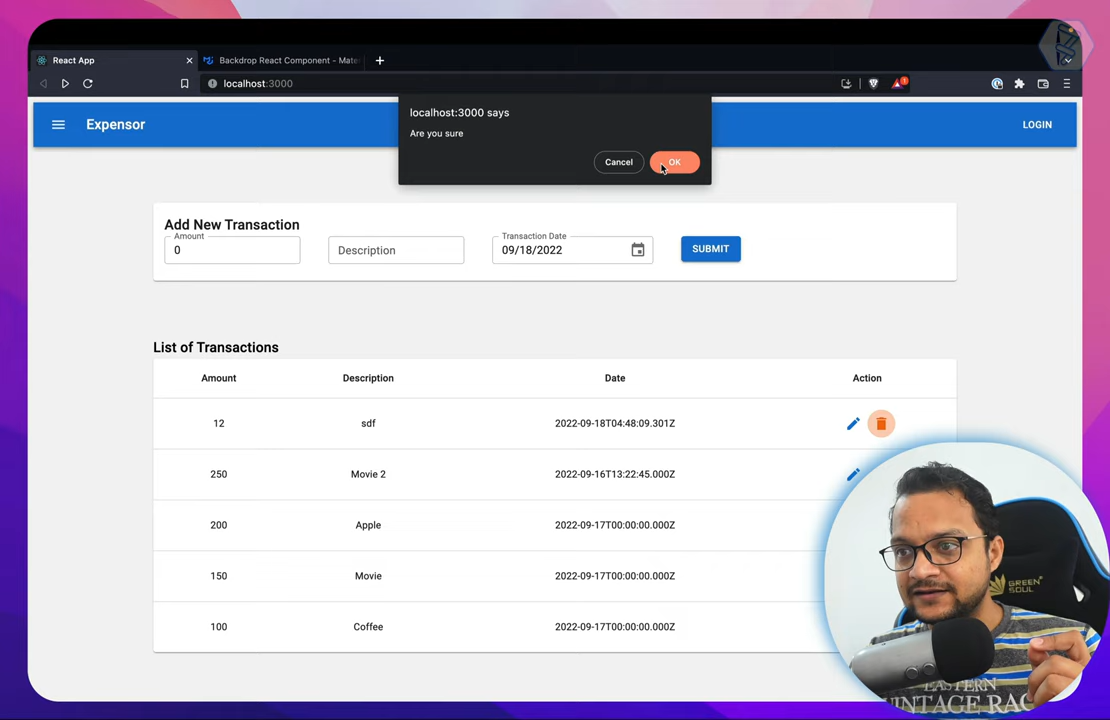 React App
Backdrop React Component - Mate
localhost:3000
1
localhost:3000 says
Are you sure
Cancel
OK
Expensor
LOGIN
Add New Transaction
Amount
0
Description
Transaction Date
09/18/2022
SUBMIT
List of Transactions
Amount Description Date Action
12 sdf 2022-09-18T04:48:09.301Z
250 Movie 2 2022-09-16T13:22:45.000Z
200 Apple 2022-09-17T00:00:00.000Z
150 Movie 2022-09-17T00:00:00.000Z
100 Coffee 2022-09-17T00:00:00.000Z
GREEN
SOUL
EASTERN
VINTAGE RAC